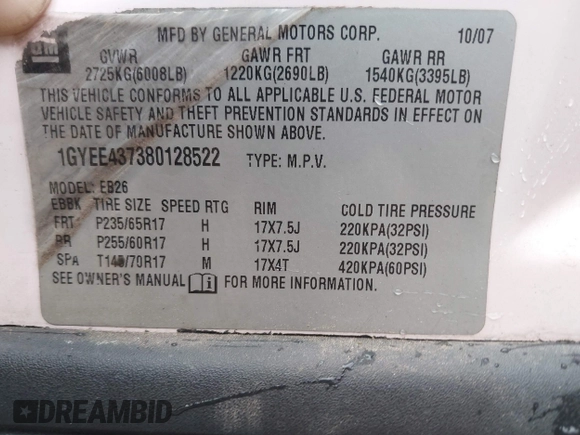 GM
MFD BY GENERAL MOTORS CORP. 10/07
GVWR GAWR FRT GAWR RR
2725KG(6008LB) 1220KG(2690LB) 1540KG(3395LB)
THIS VEHICLE CONFORMS TO ALL APPLICABLE U.S. FEDERAL MOTOR
VEHICLE SAFETY AND THEFT PREVENTION STANDARDS IN EFFECT ON
THE DATE OF MANUFACTURE SHOWN ABOVE.
1GYEE437380128522 TYPE: M.P.V.
MODEL: EB26
EBBK TIRE SIZE SPEED RTG RIM COLD TIRE PRESSURE
FRT: P235/65R17 H 17X7.5J 220KPA(32PSI)
RR P255/60R17 H 17X7.5J 220KPA(32PSI)
SPA T145/70R17 M 17X4T 420KPA(60PSI)
SEE OWNER'S MANUAL FOR MORE INFORMATION.
DREAMBID